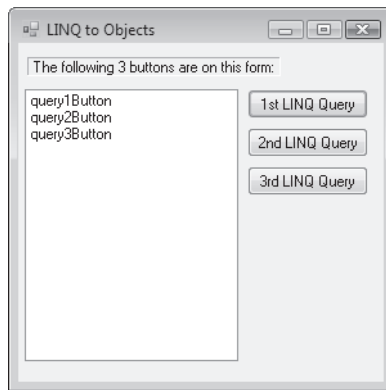 LINQ to Objects
The following 3 buttons are on this form:
query1Button
query2Button
query3Button
1st LINQ Query
2nd LINQ Query
3rd LINQ Query